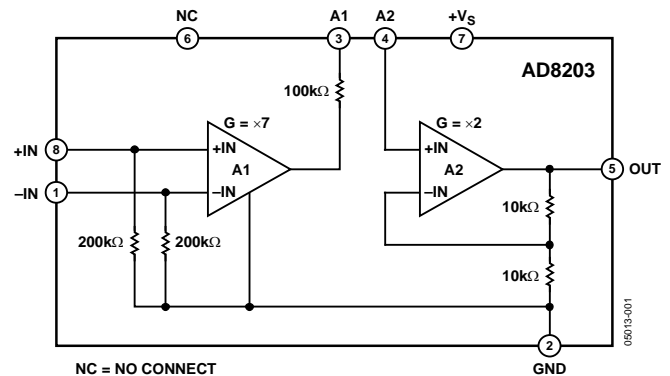 NC
A1
A2
+VS
6
3
4
7
AD8203
100kΩ
G = ×7
G = ×2
+IN
8
+IN
A1
–IN
1
–IN
+IN
A2
–IN
5
OUT
10kΩ
200kΩ
200kΩ
10kΩ
2
GND
NC = NO CONNECT
05013-001